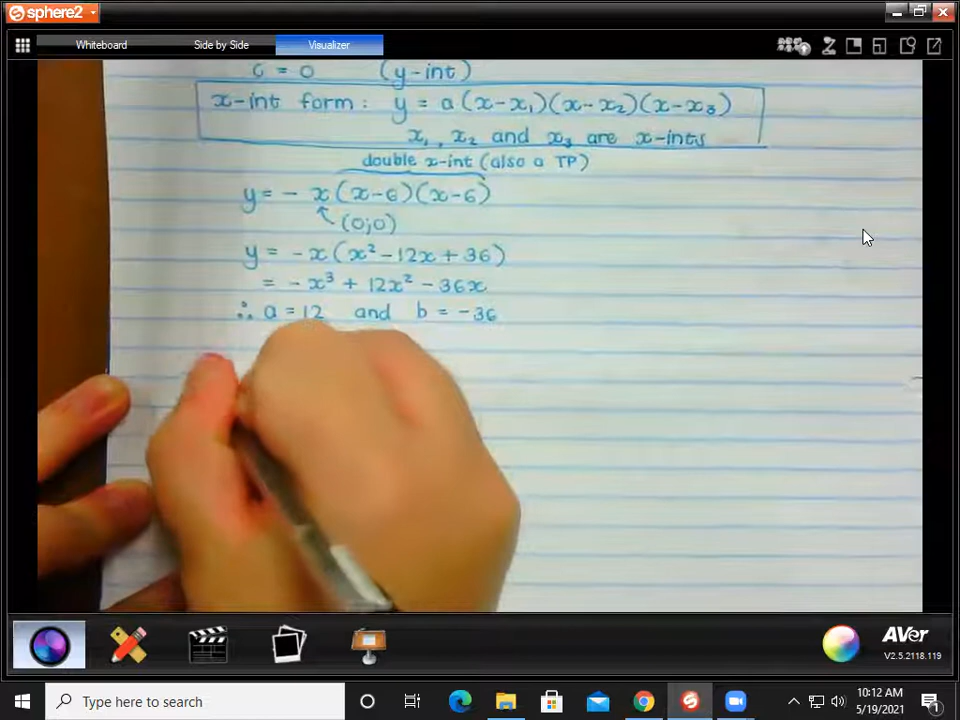 sphere2
Whiteboard Side by Side Visualizer
c = 0 (y-int)
x-int form: y = a(x-x₁)(x-x₂)(x-x₃)
x₁, x₂ and x₃ are x-ints
double x-int (also a TP)
y = - x(x-6)(x-6)
(0;0)
y = -x(x²-12x+36)
= -x³ + 12x² - 36x
∴ a = 12 and b = -36
AVer
V2.5.2118.119
Type here to search
10:12 AM
5/19/2021
1